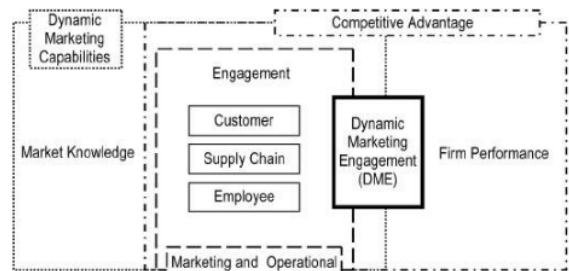 Dynamic
Marketing
Capabilities
Competitive Advantage
Engagement
Customer
Supply Chain
Employee
Market Knowledge
Dynamic
Marketing
Engagement
(DME)
Firm Performance
Marketing and Operational